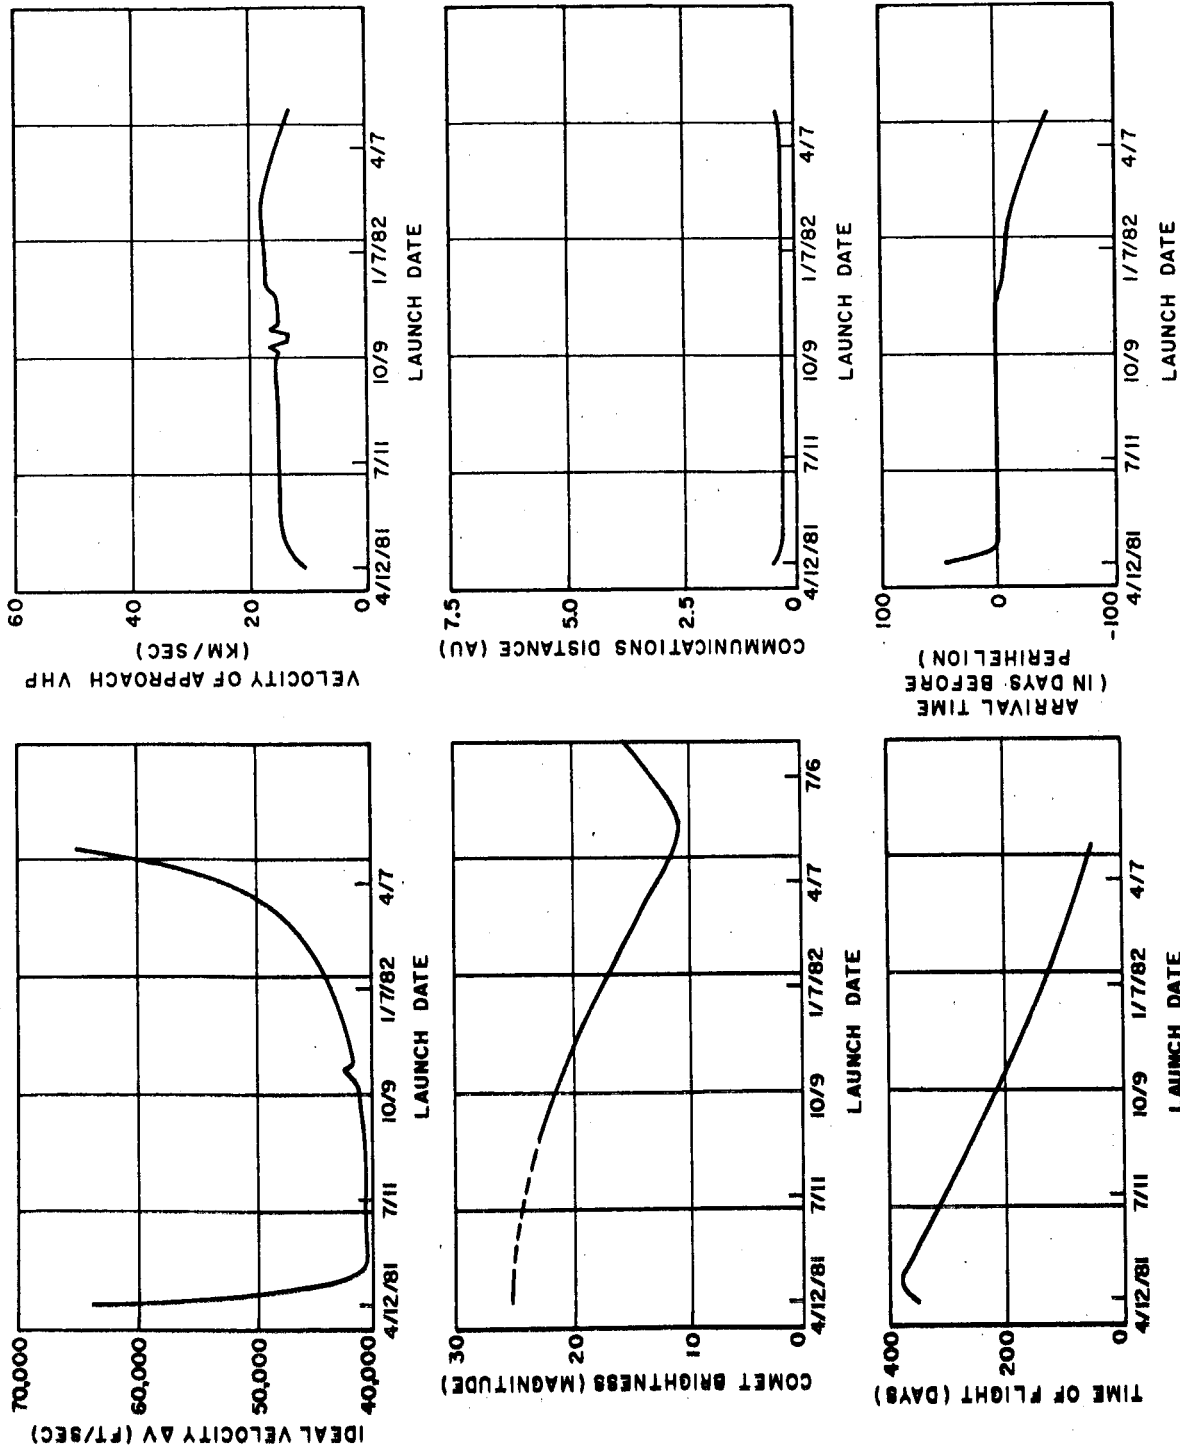 IDEAL VELOCITY ΔV (FT/SEC)
70,000
60,000
50,000
40,000
4/12/81 7/11 10/9 1/7/82 4/7
LAUNCH DATE
VELOCITY OF APPROACH VHP
(KM/SEC)
60
40
20
0
4/12/81 7/11 10/9 1/7/82 4/7
LAUNCH DATE
COMET BRIGHTNESS (MAGNITUDE)
30
20
10
0
4/12/81 7/11 10/9 1/7/82 4/7 7/6
LAUNCH DATE
COMMUNICATIONS DISTANCE (AU)
7.5
5.0
2.5
0
4/12/81 7/11 10/9 1/7/82 4/7
LAUNCH DATE
TIME OF FLIGHT (DAYS)
400
200
0
4/12/81 7/11 10/9 1/7/82 4/7
LAUNCH DATE
ARRIVAL TIME
(IN DAYS BEFORE
PERIHELION)
100
0
-100
4/12/81 7/11 10/9 1/7/82 4/7
LAUNCH DATE